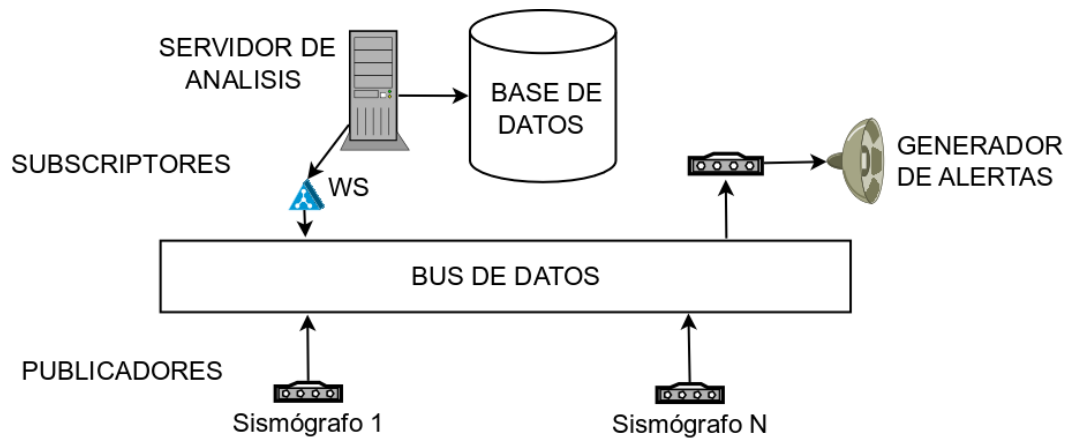 SERVIDOR DE
ANALISIS
BASE DE
DATOS
SUBSCRIPTORES
WS
GENERADOR
DE ALERTAS
BUS DE DATOS
PUBLICADORES
Sismógrafo 1
Sismógrafo N